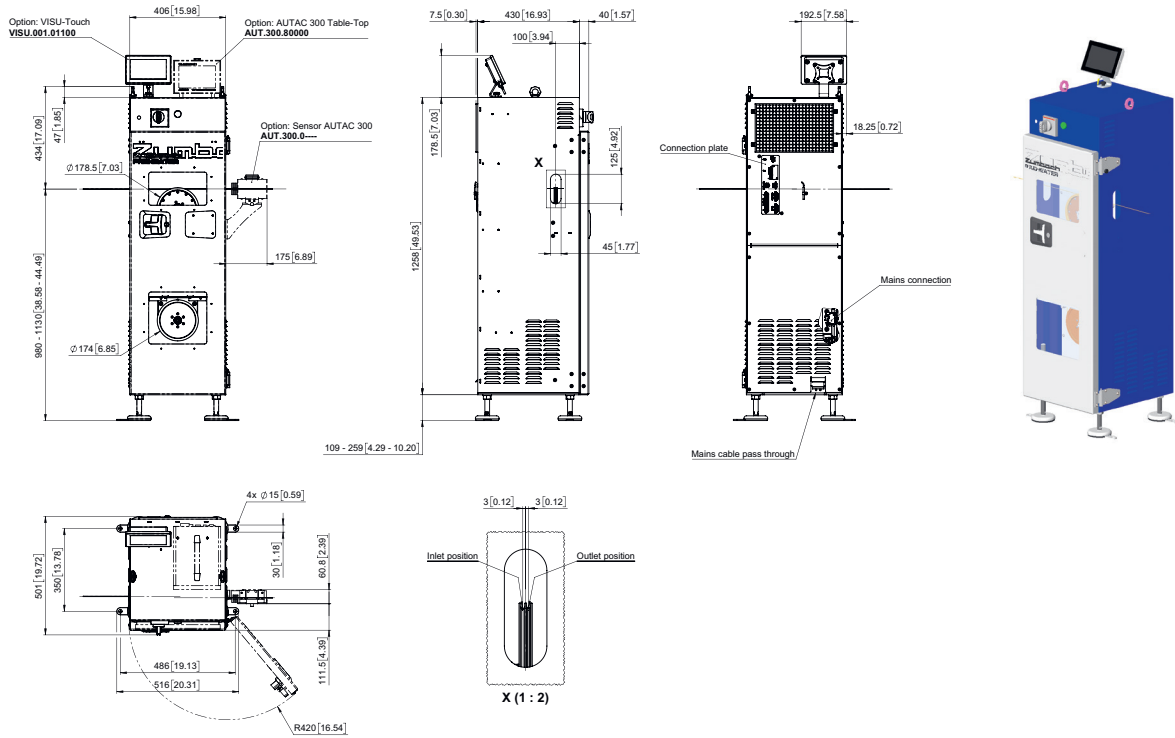 406 [15.98]
Option: VISU-Touch
VISU.001.01100
Option: AUTAC 300 Table-Top
AUT.300.80000
434 [17.09]
47 [1.85]
Option: Sensor AUTAC 300
AUT.300.0----
Zumbach
Ø 178.5 [7.03]
175 [6.89]
980 - 1130 [38.58 - 44.49]
Ø 174 [6.85]
7.5 [0.30]
430 [16.93]
40 [1.57]
100 [3.94]
178.5 [7.03]
X
125 [4.92]
1258 [49.53]
45 [1.77]
109 - 259 [4.29 - 10.20]
192.5 [7.58]
18.25 [0.72]
Connection plate
Mains connection
Mains cable pass through
Zumbach
4x Ø 15 [0.59]
501 [19.72]
350 [13.78]
30 [1.18]
60.8 [2.39]
111.5 [4.39]
486 [19.13]
516 [20.31]
R420 [16.54]
3 [0.12]
3 [0.12]
Inlet position
Outlet position
X (1 : 2)